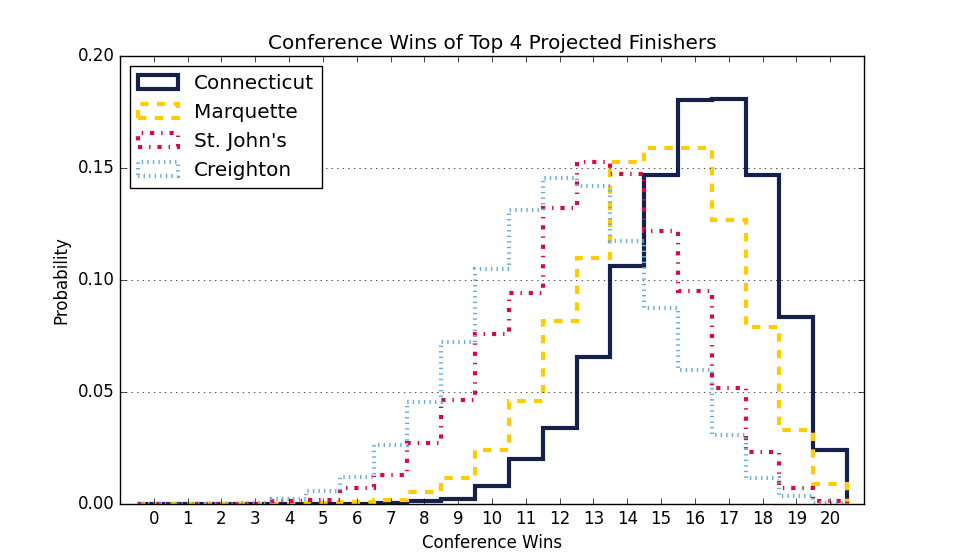 Conference Wins of Top 4 Projected Finishers
Connecticut
Marquette
St. John's
Creighton
0.20
0.15
0.10
0.05
0.00
Probability
0 1 2 3 4 5 6 7 8 9 10 11 12 13 14 15 16 17 18 19 20
Conference Wins